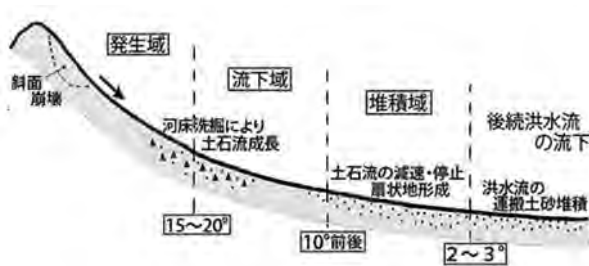 発生域
斜面
崩壊
流下域
河床洗掘により
土石流成長
堆積域
土石流の減速・停止
扇状地形成
後続洪水流
の流下
洪水流の
運搬土砂堆積
15～20°
10°前後
2～3°